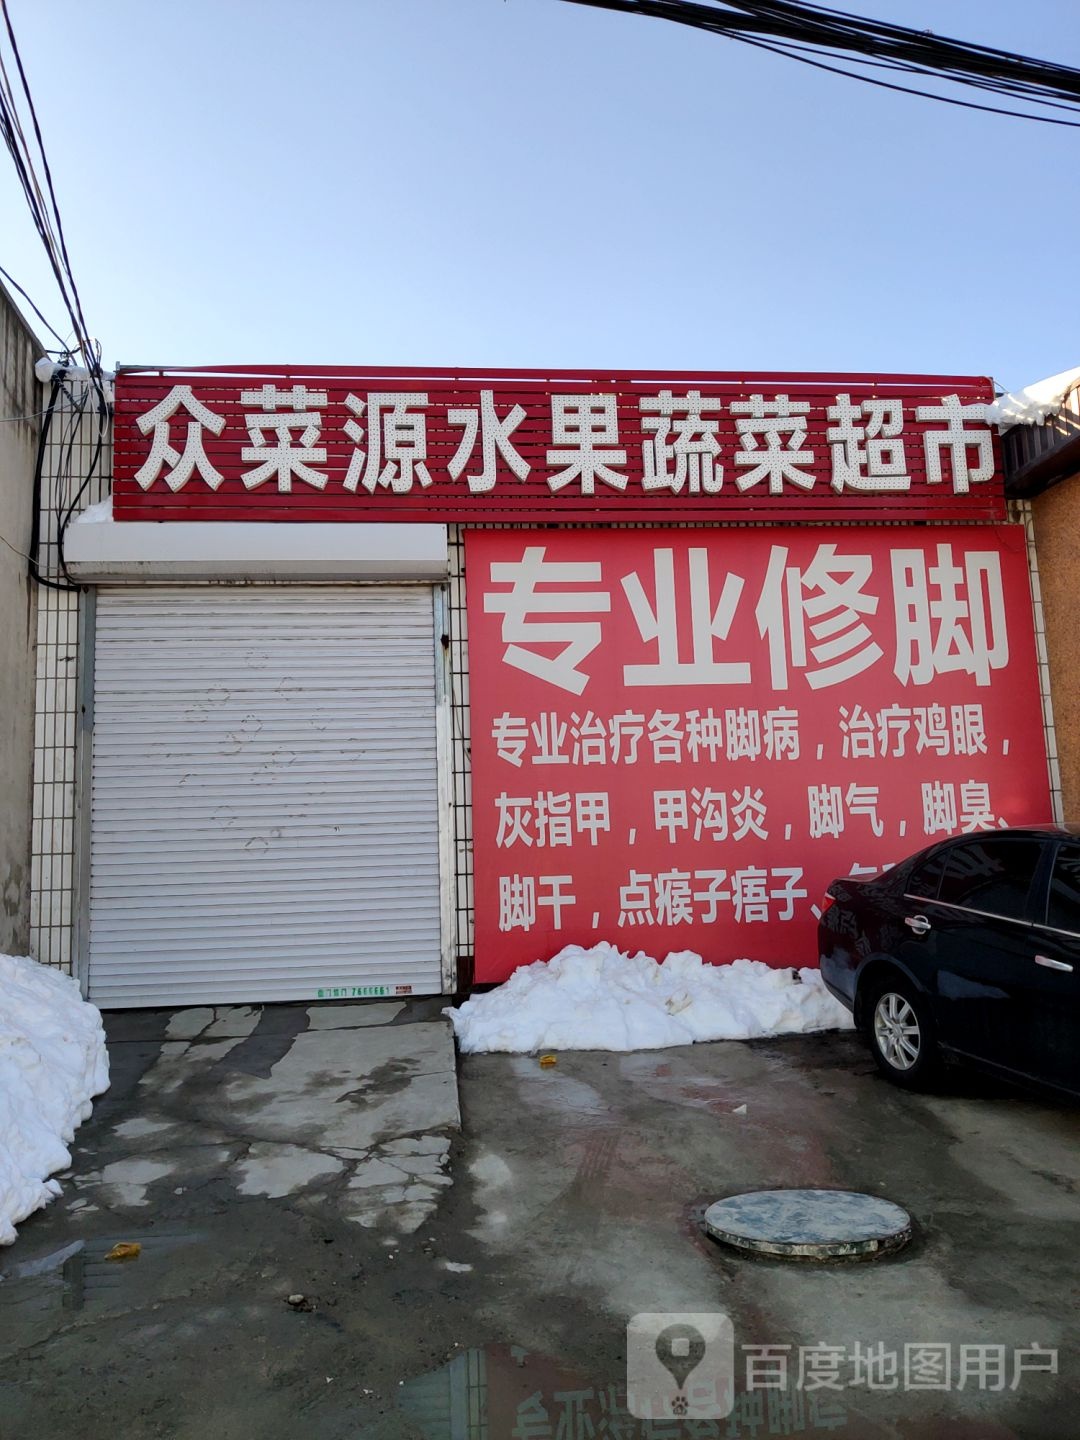 众菜源水果蔬菜超市
专业修脚
专业治疗各种脚病，治疗鸡眼，
灰指甲，甲沟炎，脚气，脚臭、
脚干，点瘊子痦子、
百度地图用户